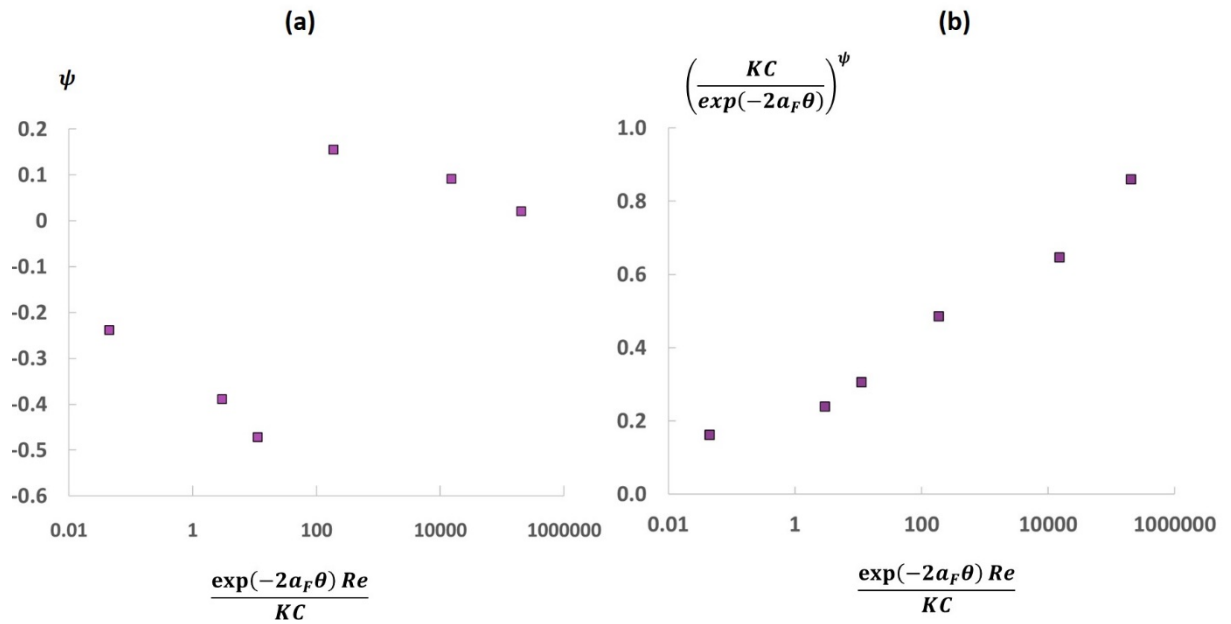 (a)
ψ
0.2
0.1
0
-0.1
-0.2
-0.3
-0.4
-0.5
-0.6
0.01 1 100 10000 1000000
exp(−2a_Fθ) Re
KC
(b)
(KC / exp(−2a_Fθ))^ψ
1.0
0.8
0.6
0.4
0.2
0.0
0.01 1 100 10000 1000000
exp(−2a_Fθ) Re
KC